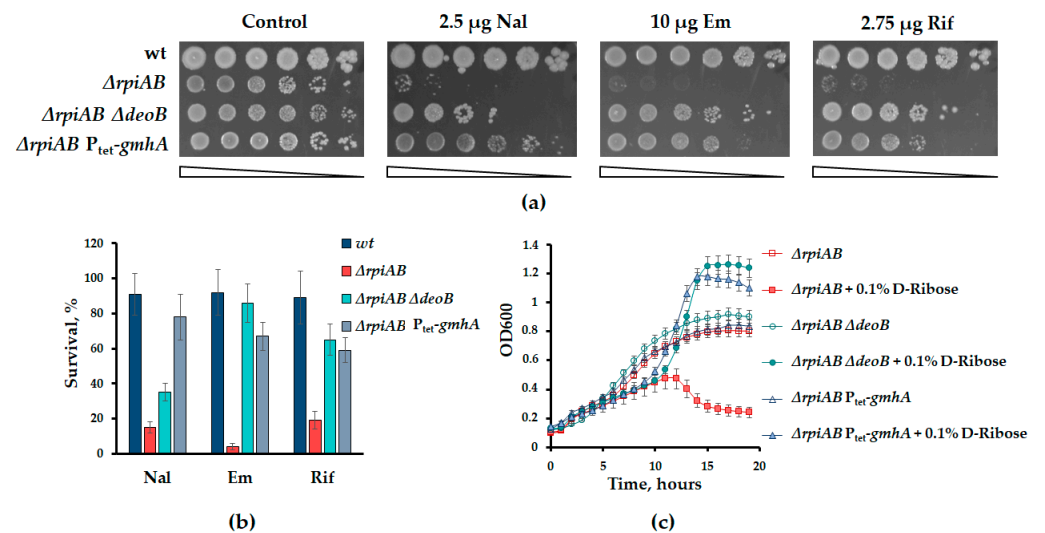 Control 2.5 μg Nal 10 μg Em 2.75 μg Rif
wt
ΔrpiAB
ΔrpiAB ΔdeoB
ΔrpiAB Ptet-gmhA
(a)
120
100
80
60
40
20
0
Survival, %
wt
ΔrpiAB
ΔrpiAB ΔdeoB
ΔrpiAB Ptet-gmhA
Nal Em Rif
(b)
1.4
1.2
1
0.8
0.6
0.4
0.2
0
OD600
0 5 10 15 20
Time, hours
ΔrpiAB
ΔrpiAB + 0.1% D-Ribose
ΔrpiAB ΔdeoB
ΔrpiAB ΔdeoB + 0.1% D-Ribose
ΔrpiAB Ptet-gmhA
ΔrpiAB Ptet-gmhA + 0.1% D-Ribose
(c)